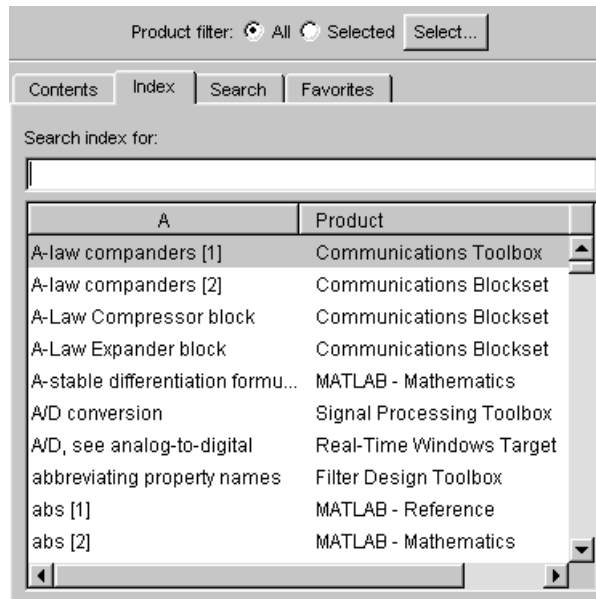 Product filter: All Selected Select...
Contents Index Search Favorites
Search index for:
A Product
A-law companders [1] Communications Toolbox
A-law companders [2] Communications Blockset
A-Law Compressor block Communications Blockset
A-Law Expander block Communications Blockset
A-stable differentiation formu... MATLAB - Mathematics
A/D conversion Signal Processing Toolbox
A/D, see analog-to-digital Real-Time Windows Target
abbreviating property names Filter Design Toolbox
abs [1] MATLAB - Reference
abs [2] MATLAB - Mathematics